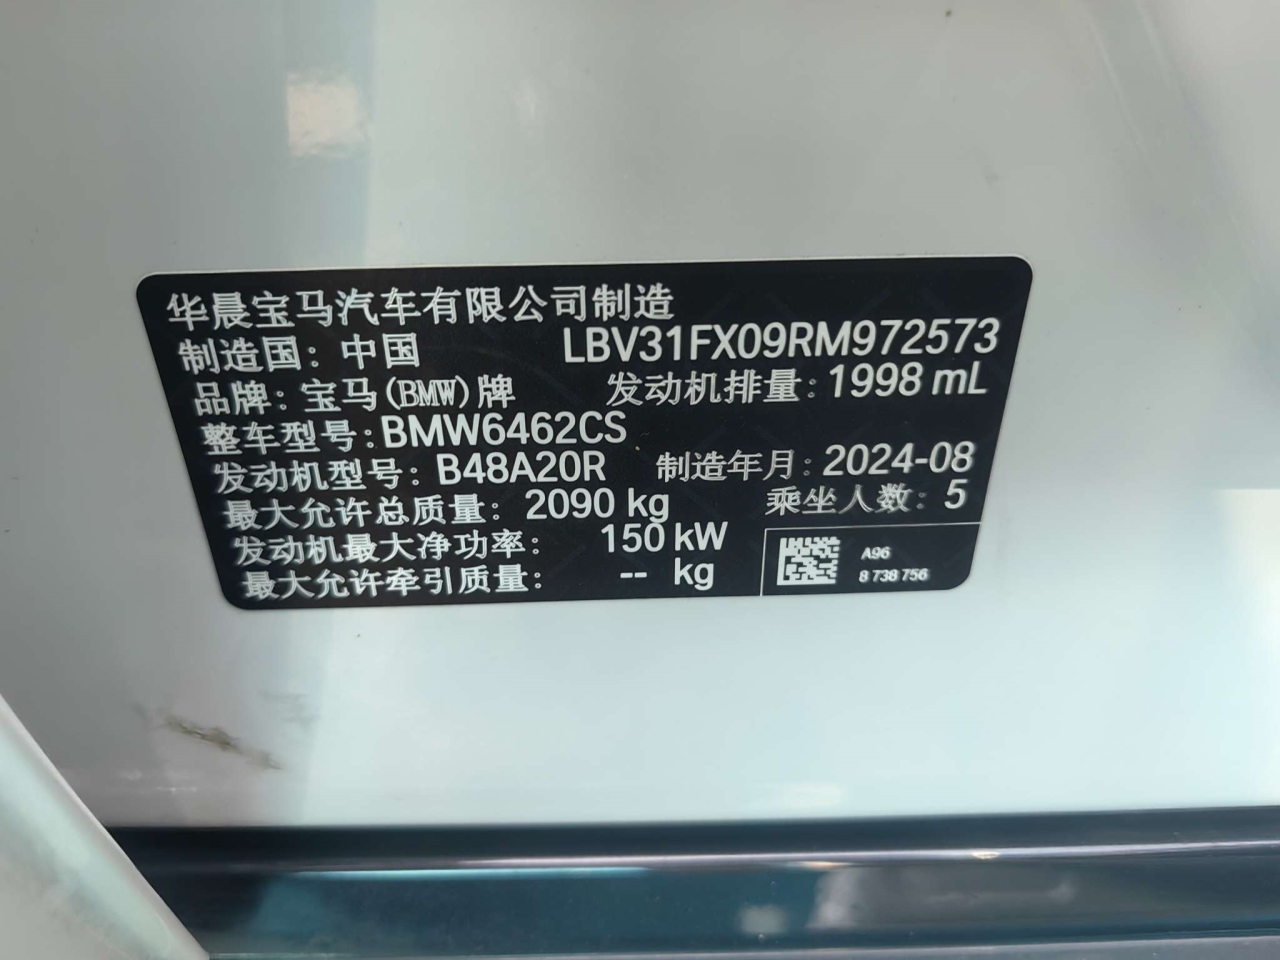 华晨宝马汽车有限公司制造
制造国：中国 LBV31FX09RM972573
品牌：宝马(BMW)牌 发动机排量：1998 mL
整车型号：BMW6462CS
发动机型号：B48A20R 制造年月：2024-08
最大允许总质量：2090 kg 乘坐人数：5
发动机最大净功率：150 kW
最大允许牵引质量：-- kg
A96
8 738 756